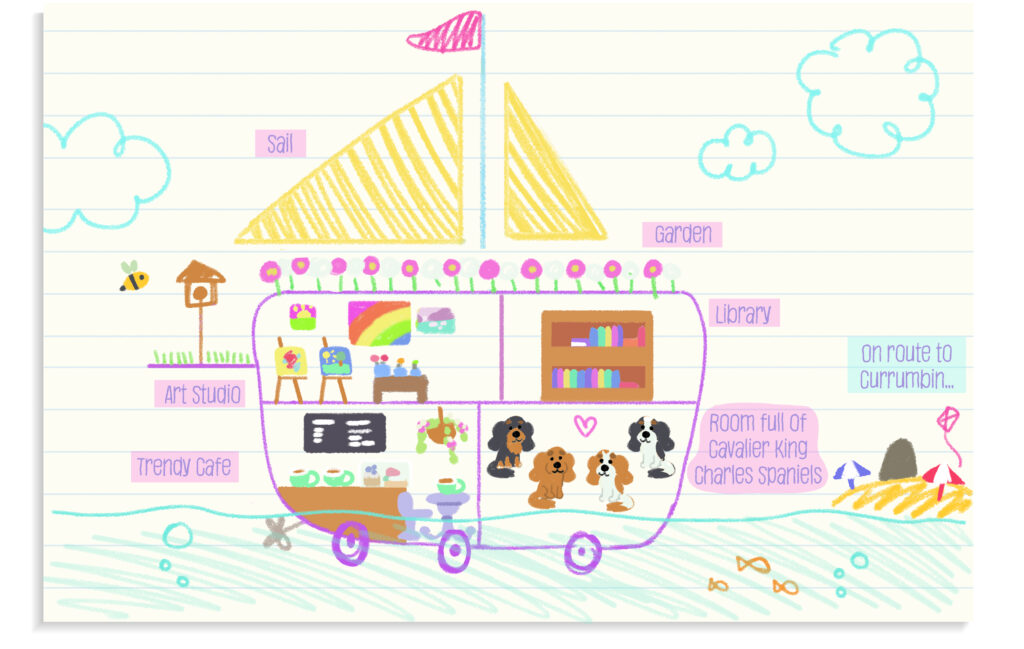 Sail
Garden
Library
On route to
Currumbin...
Art Studio
Room full of
Cavalier King
Charles Spaniels
Trendy Cafe